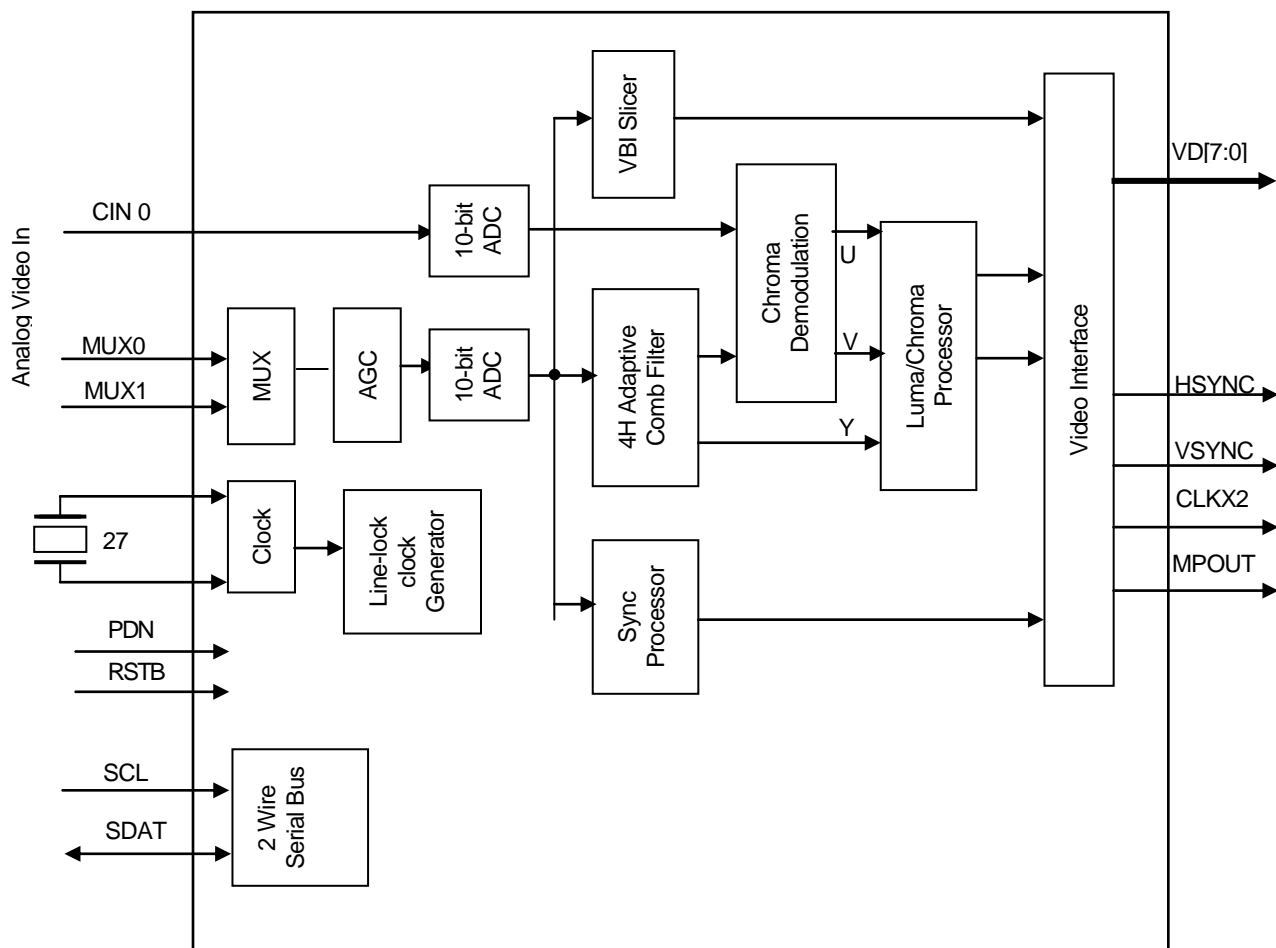 VBI Slicer
VD[7:0]
CIN 0
10-bit
ADC
Chroma
Demodulation
U
V
Y
Analog Video In
MUX0
MUX1
MUX
AGC
10-bit
ADC
4H Adaptive
Comb Filter
Luma/Chroma
Processor
Video Interface
HSYNC
VSYNC
CLKX2
MPOUT
27
Clock
Line-lock
clock
Generator
Sync
Processor
PDN
RSTB
SCL
SDAT
2 Wire
Serial Bus